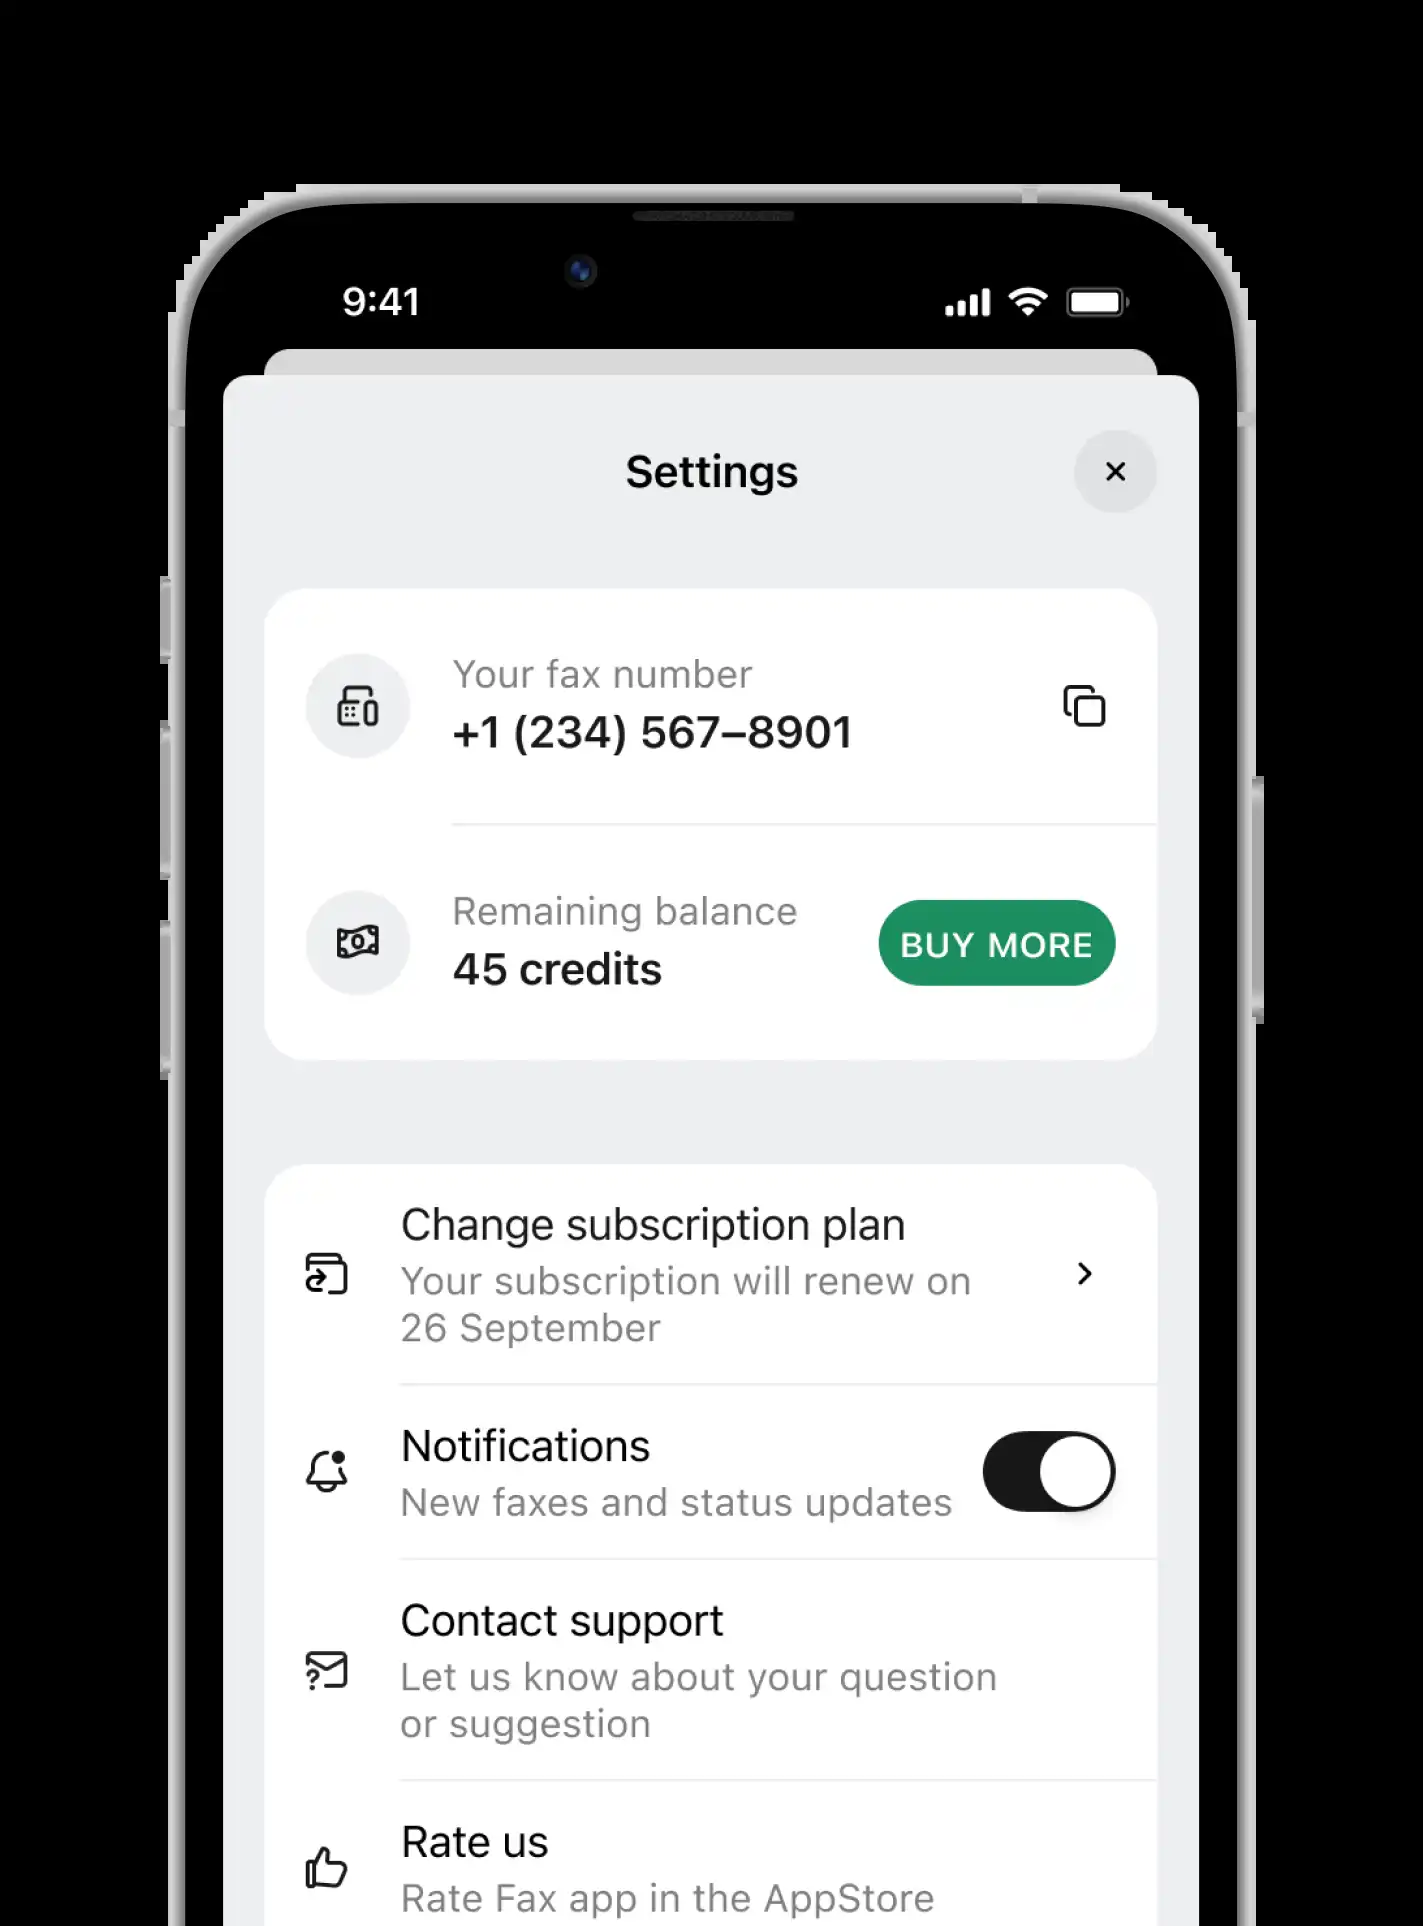 9:41
Settings
Your fax number
+1 (234) 567–8901
Remaining balance
45 credits
BUY MORE
Change subscription plan
Your subscription will renew on
26 September
Notifications
New faxes and status updates
Contact support
Let us know about your question
or suggestion
Rate us
Rate Fax app in the AppStore